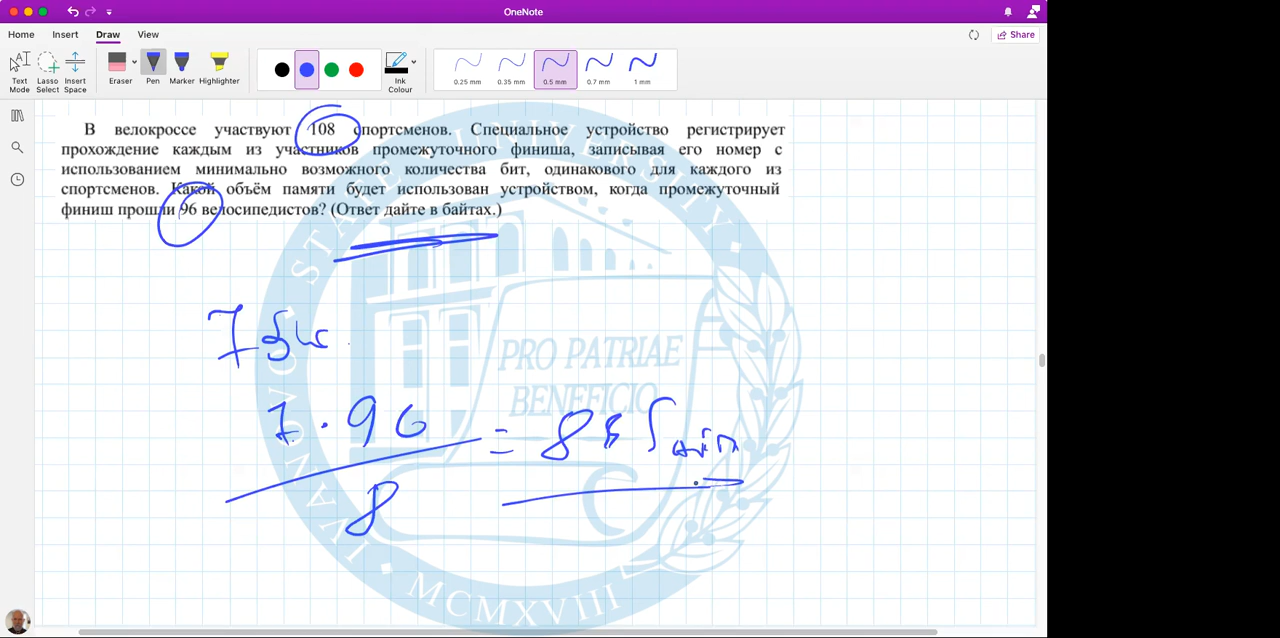 OneNote
Home Insert Draw View
Share
Text Mode
Lasso Select
Insert Space
Eraser
Pen
Marker
Highlighter
Ink Colour
0.25 mm
0.35 mm
0.5 mm
0.7 mm
1 mm
В велокроссе участвуют 108 спортсменов. Специальное устройство регистрирует
прохождение каждым из участников промежуточного финиша, записывая его номер с
использованием минимально возможного количества бит, одинакового для каждого из
спортсменов. Какой объём памяти будет использован устройством, когда промежуточный
финиш прошли 96 велосипедистов? (Ответ дайте в байтах.)
7
7 · 96
8
=
PRO PATRIAE
BENEFICIO
MCMXVIII